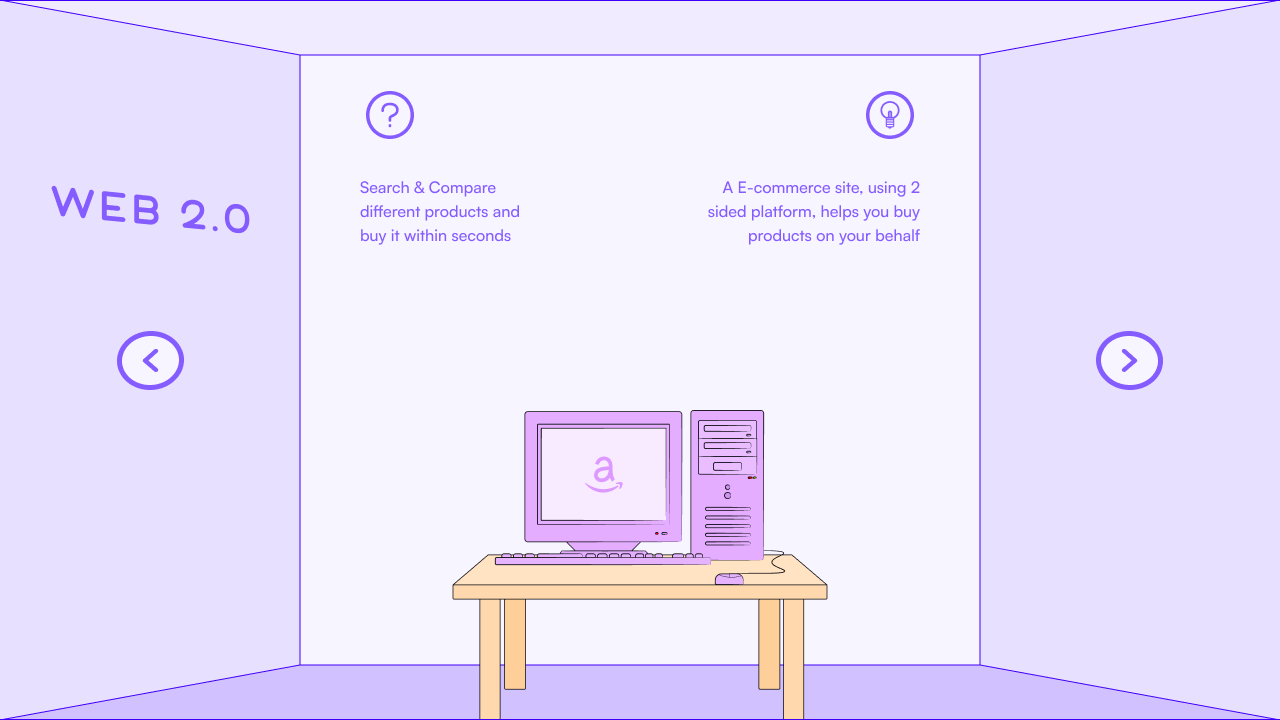 WEB 2.0
?
Search & Compare
different products and
buy it within seconds
A E-commerce site, using 2
sided platform, helps you buy
products on your behalf
a